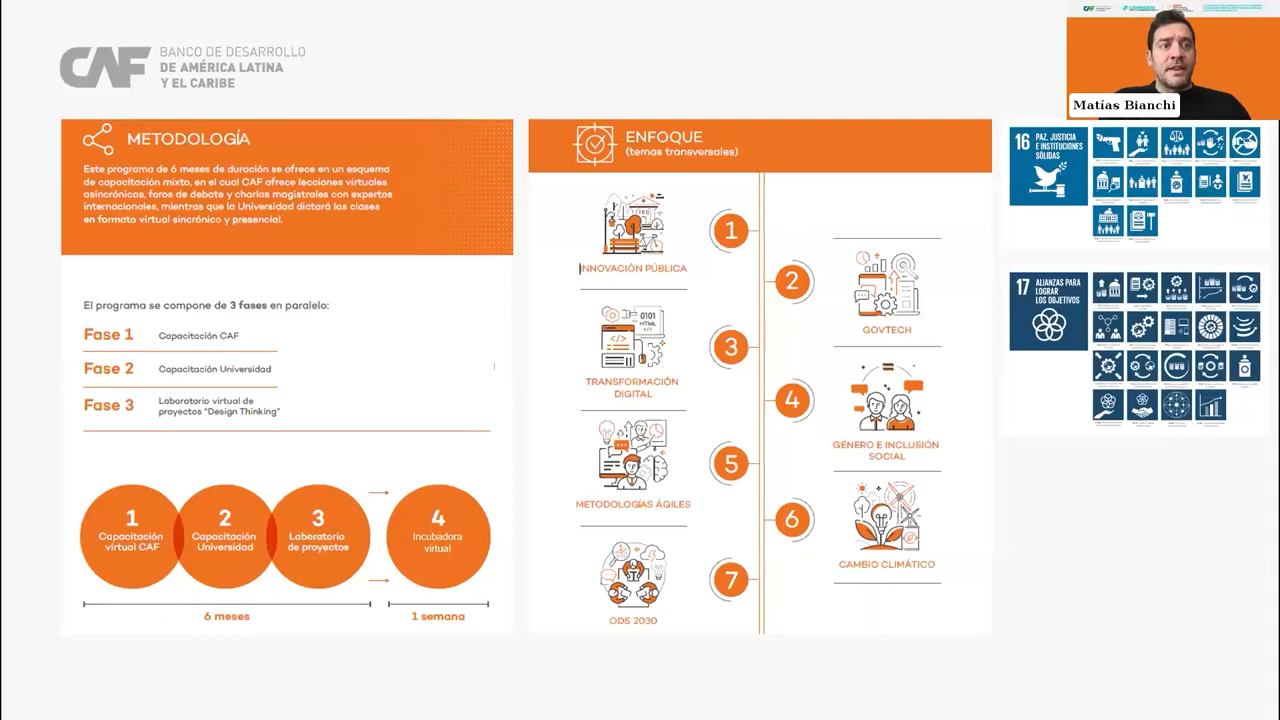 CAF
BANCO DE DESARROLLO
DE AMÉRICA LATINA
Y EL CARIBE
Matías Bianchi
METODOLOGÍA
Este programa de 6 meses de duración se ofrece en un esquema
de capacitación mixto, en el cual CAF ofrece lecciones virtuales
asincrónicas, foros de debate y charlas magistrales con expertos
internacionales, mientras que la Universidad dictará las clases
en formato virtual sincrónico y presencial.
El programa se compone de 3 fases en paralelo:
Fase 1 Capacitación CAF
Fase 2 Capacitación Universidad
Fase 3 Laboratorio virtual de
proyectos "Design Thinking"
1
Capacitación
virtual CAF
2
Capacitación
Universidad
3
Laboratorio
de proyectos
4
Incubadora
virtual
6 meses
1 semana
ENFOQUE
(temas transversales)
1
INNOVACIÓN PÚBLICA
2
GOVTECH
0101
HTML
</>
3
TRANSFORMACIÓN
DIGITAL
4
GÉNERO E INCLUSIÓN
SOCIAL
5
METODOLOGÍAS ÁGILES
6
CAMBIO CLIMÁTICO
7
ODS 2030
16 PAZ, JUSTICIA
E INSTITUCIONES
SÓLIDAS
17 ALIANZAS PARA
LOGRAR
LOS OBJETIVOS